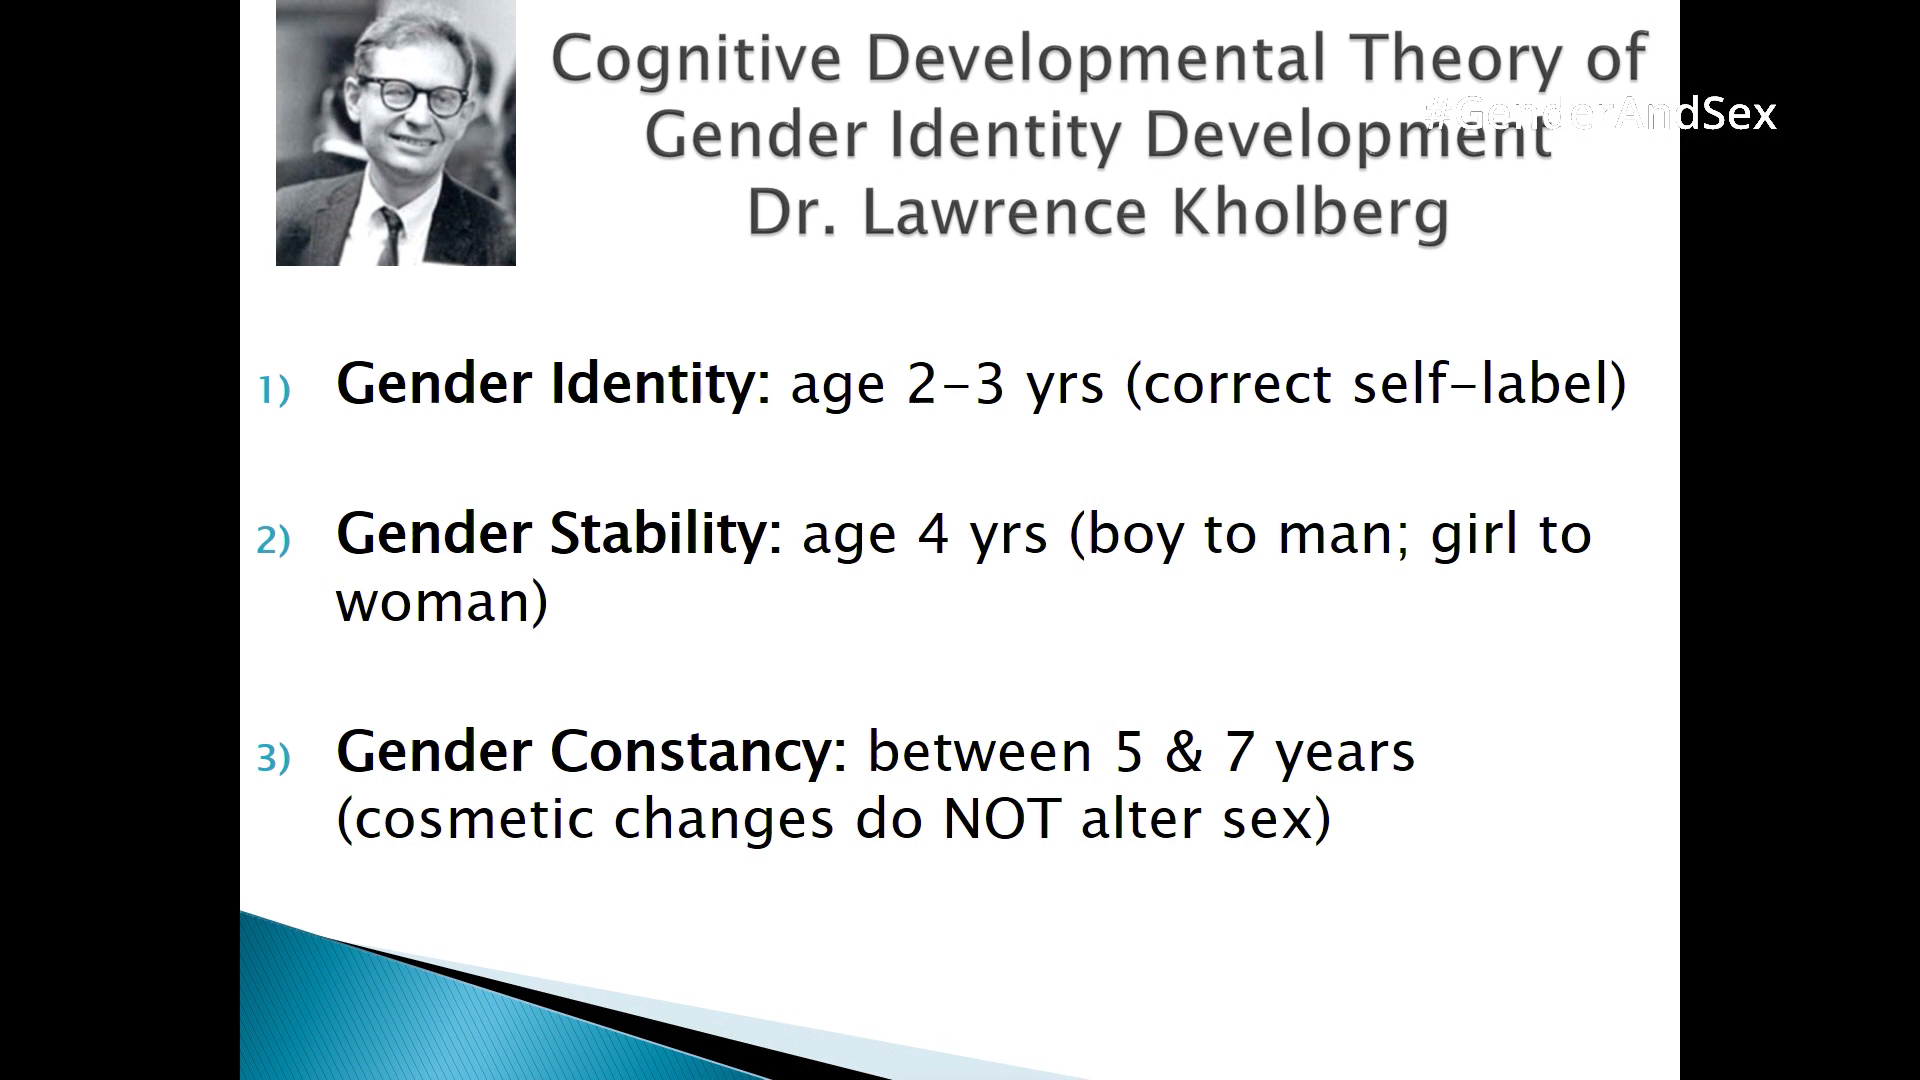 Cognitive Developmental Theory of
#GenderAndSex
Gender Identity Development
Dr. Lawrence Kholberg
1) Gender Identity: age 2-3 yrs (correct self-label)
2) Gender Stability: age 4 yrs (boy to man; girl to
woman)
3) Gender Constancy: between 5 & 7 years
(cosmetic changes do NOT alter sex)